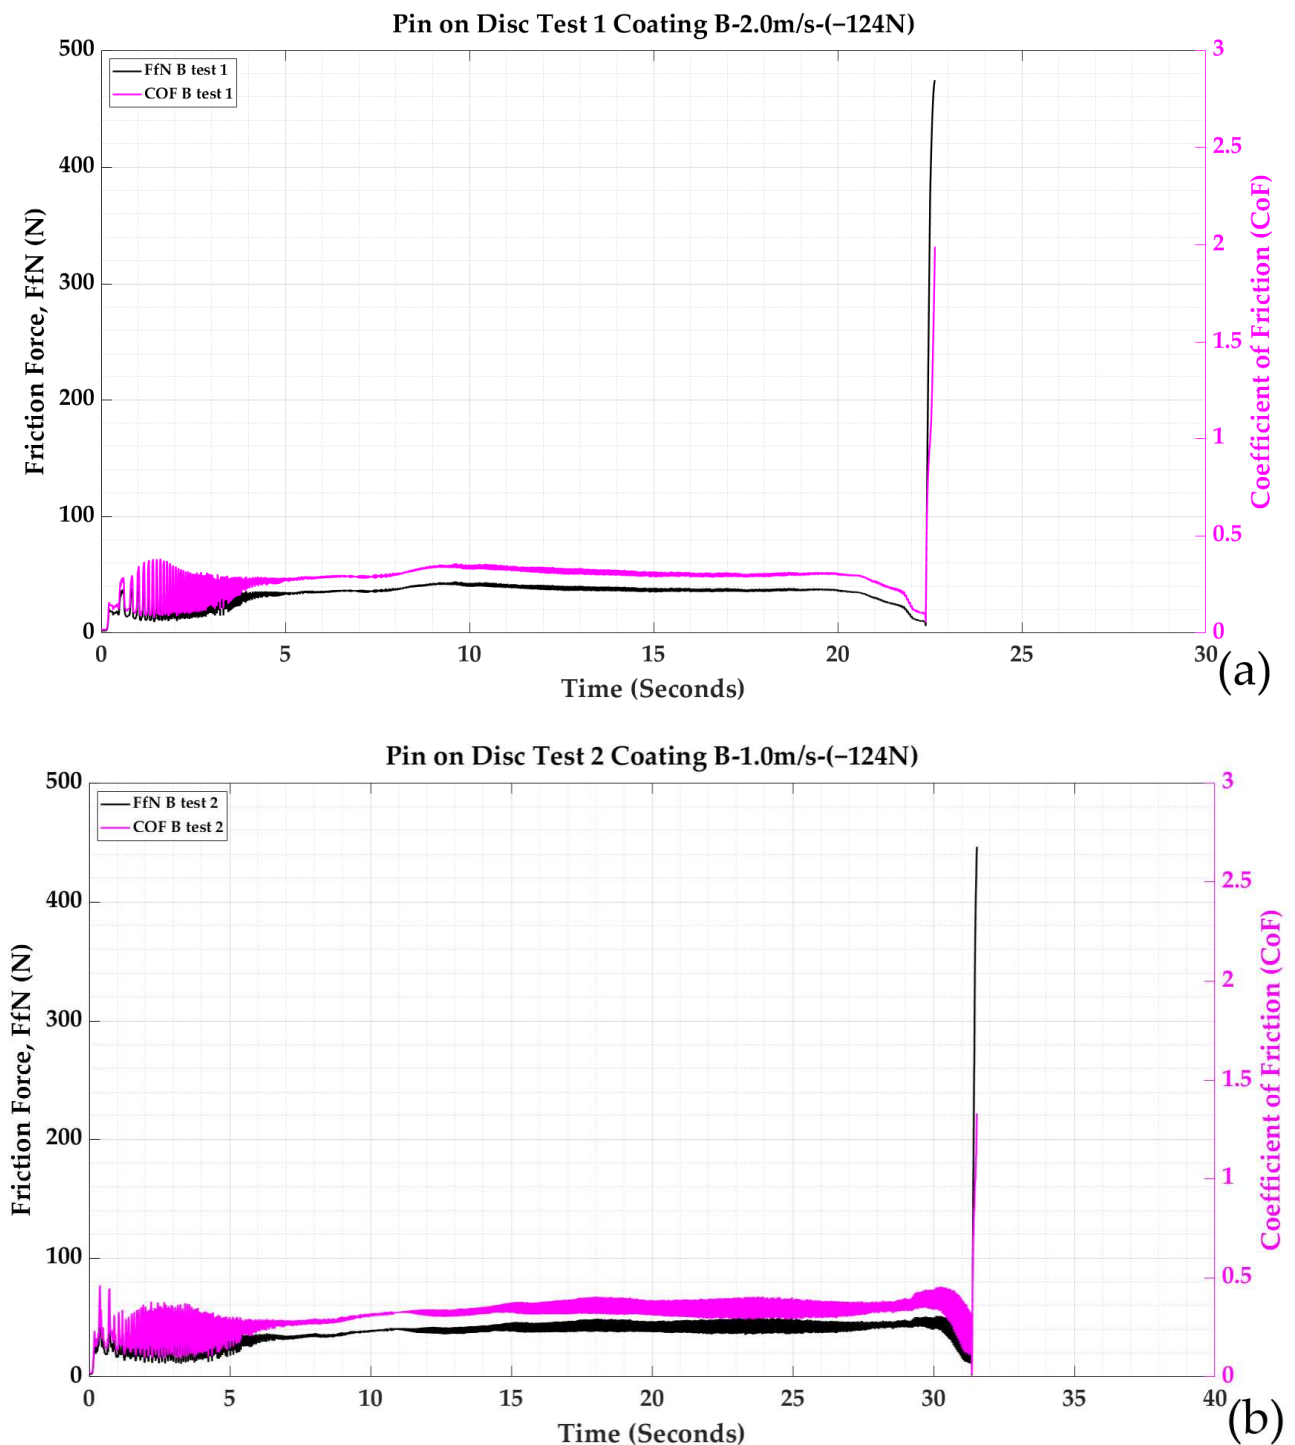 Pin on Disc Test 1 Coating B-2.0m/s-(−124N)
FfN B test 1
COF B test 1
Friction Force, FfN (N)
500
400
300
200
100
0
3
2.5
2
1.5
1
0.5
0
Coefficient of Friction (CoF)
0 5 10 15 20 25 30
Time (Seconds)
(a)
Pin on Disc Test 2 Coating B-1.0m/s-(−124N)
FfN B test 2
COF B test 2
Friction Force, FfN (N)
500
400
300
200
100
0
3
2.5
2
1.5
1
0.5
0
Coefficient of Friction (CoF)
0 5 10 15 20 25 30 35 40
Time (Seconds)
(b)